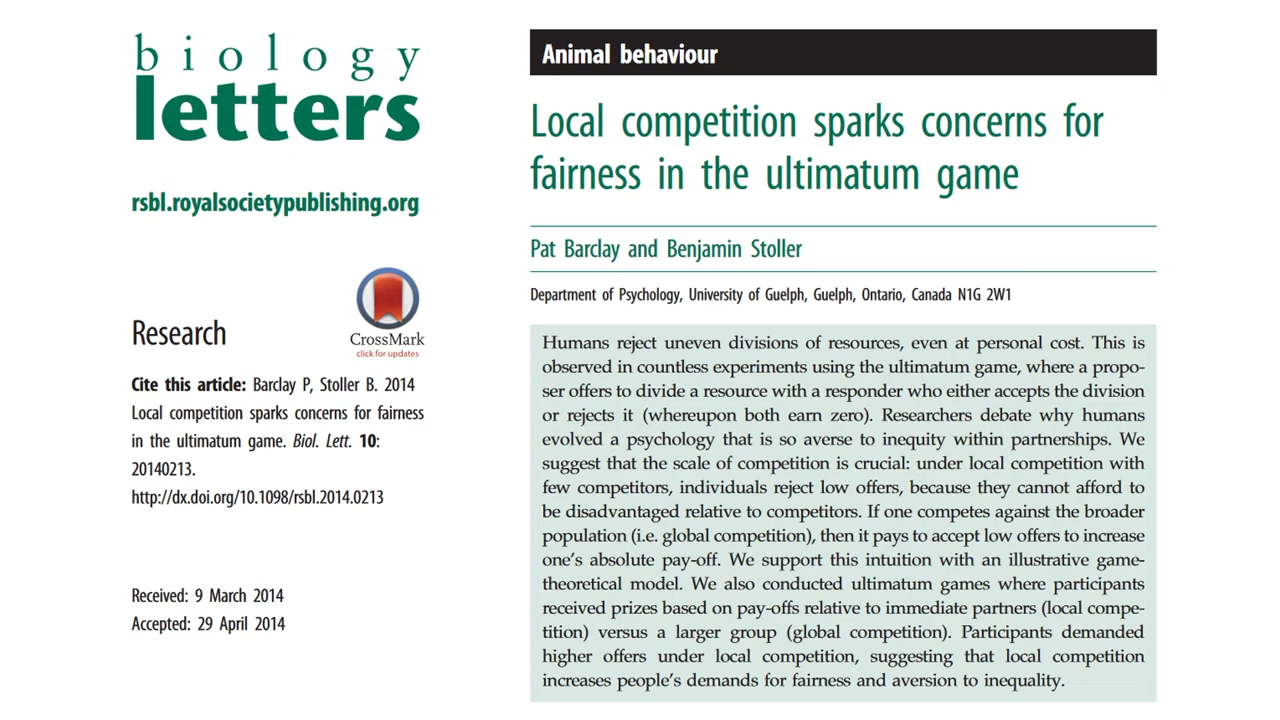 biology
letters
rsbl.royalsocietypublishing.org
Research
CrossMark
click for updates
Cite this article: Barclay P, Stoller B. 2014
Local competition sparks concerns for fairness
in the ultimatum game. Biol. Lett. 10:
20140213.
http://dx.doi.org/10.1098/rsbl.2014.0213
Received: 9 March 2014
Accepted: 29 April 2014
Animal behaviour
Local competition sparks concerns for
fairness in the ultimatum game
Pat Barclay and Benjamin Stoller
Department of Psychology, University of Guelph, Guelph, Ontario, Canada N1G 2W1
Humans reject uneven divisions of resources, even at personal cost. This is
observed in countless experiments using the ultimatum game, where a propo-
ser offers to divide a resource with a responder who either accepts the division
or rejects it (whereupon both earn zero). Researchers debate why humans
evolved a psychology that is so averse to inequity within partnerships. We
suggest that the scale of competition is crucial: under local competition with
few competitors, individuals reject low offers, because they cannot afford to
be disadvantaged relative to competitors. If one competes against the broader
population (i.e. global competition), then it pays to accept low offers to increase
one's absolute pay-off. We support this intuition with an illustrative game-
theoretical model. We also conducted ultimatum games where participants
received prizes based on pay-offs relative to immediate partners (local compe-
tition) versus a larger group (global competition). Participants demanded
higher offers under local competition, suggesting that local competition
increases people's demands for fairness and aversion to inequality.